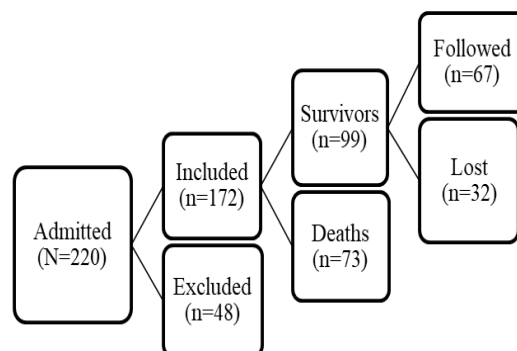 Admitted
(N=220)
Included
(n=172)
Excluded
(n=48)
Survivors
(n=99)
Deaths
(n=73)
Followed
(n=67)
Lost
(n=32)